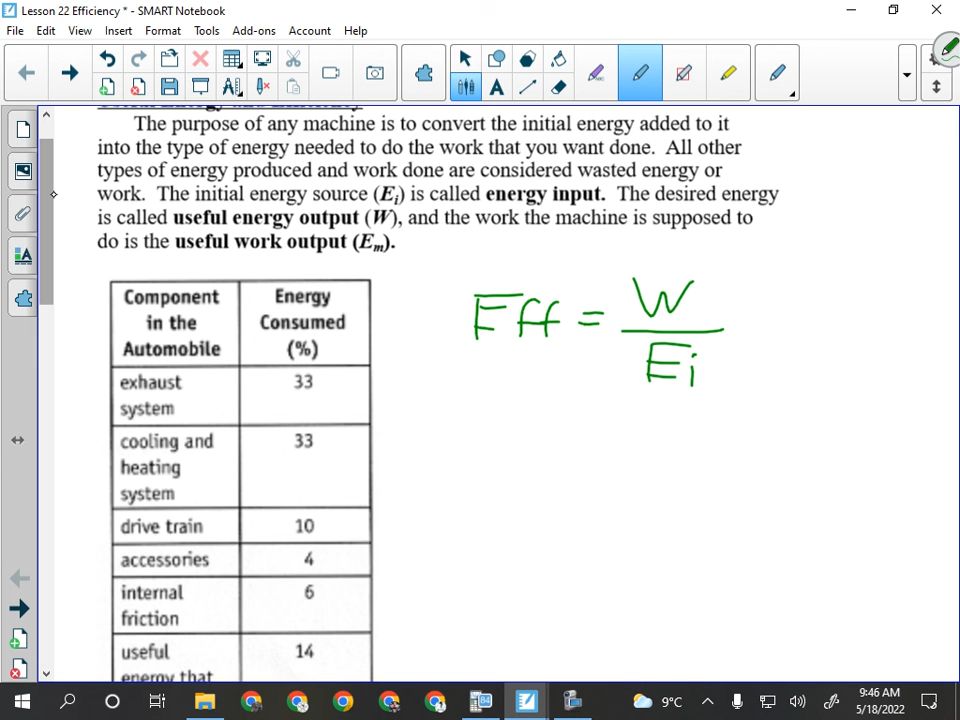 Lesson 22 Efficiency * - SMART Notebook
File Edit View Insert Format Tools Add-ons Account Help
The purpose of any machine is to convert the initial energy added to it
into the type of energy needed to do the work that you want done. All other
types of energy produced and work done are considered wasted energy or
work. The initial energy source (Ei) is called energy input. The desired energy
is called useful energy output (W), and the work the machine is supposed to
do is the useful work output (Em).
Component in the Automobile Energy Consumed (%)
exhaust system 33
cooling and heating system 33
drive train 10
accessories 4
internal friction 6
useful energy that 14
Eff = W / Ei
9°C
9:46 AM
5/18/2022